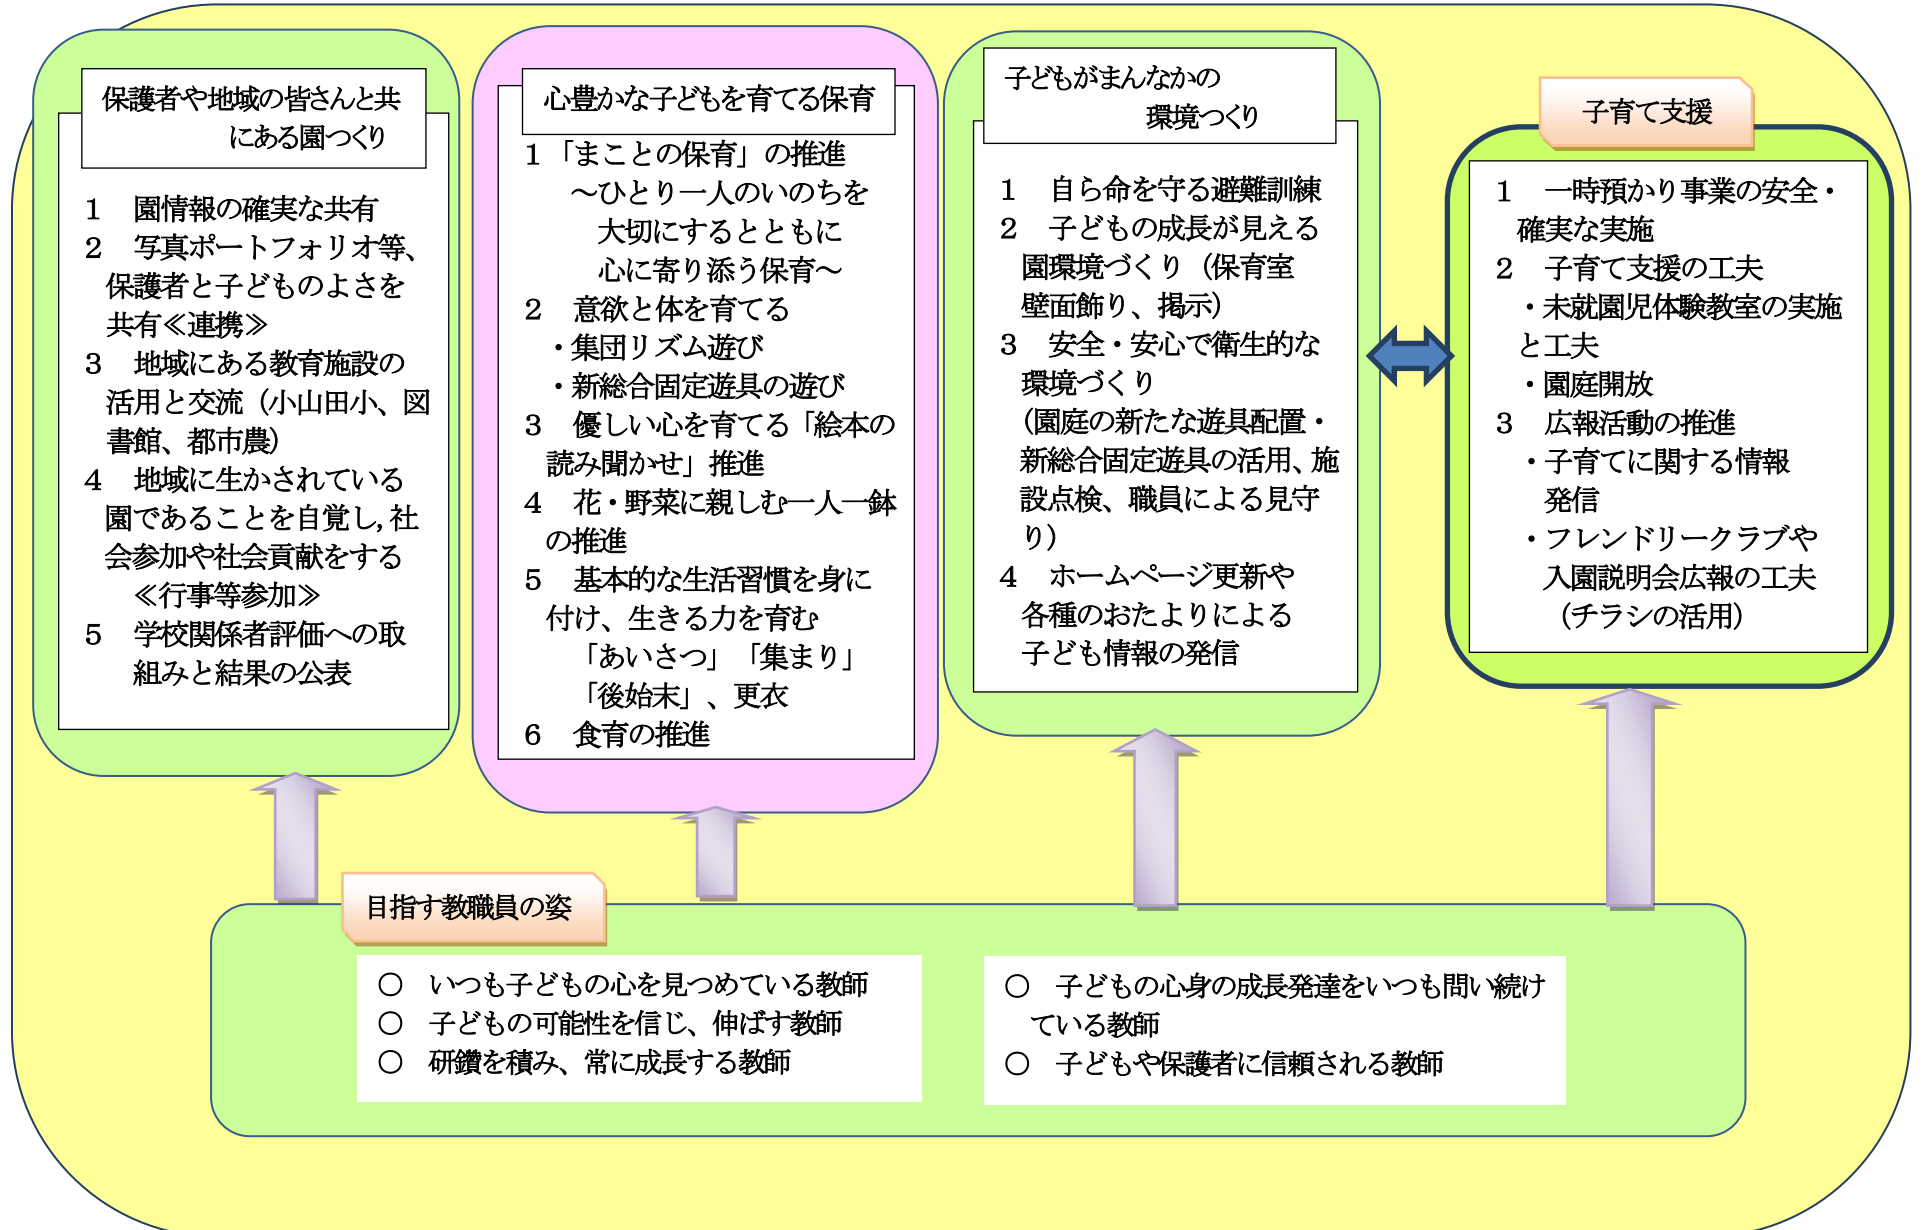 保護者や地域の皆さんと共
にある園つくり
１　園情報の確実な共有
２　写真ポートフォリオ等、
保護者と子どものよさを
共有≪連携≫
３　地域にある教育施設の
活用と交流（小山田小、図
書館、都市農）
４　地域に生かされている
園であることを自覚し,社
会参加や社会貢献をする
≪行事等参加≫
５　学校関係者評価への取
組みと結果の公表
心豊かな子どもを育てる保育
１「まことの保育」の推進
～ひとり一人のいのちを
大切にするとともに
心に寄り添う保育～
２　意欲と体を育てる
・集団リズム遊び
・新総合固定遊具の遊び
３　優しい心を育てる「絵本の
読み聞かせ」推進
４　花・野菜に親しむ一人一鉢
の推進
５　基本的な生活習慣を身に
付け、生きる力を育む
「あいさつ」「集まり」
「後始末」、更衣
６　食育の推進
子どもがまんなかの
環境つくり
１　自ら命を守る避難訓練
２　子どもの成長が見える
園環境づくり（保育室
壁面飾り、掲示）
３　安全・安心で衛生的な
環境づくり
（園庭の新たな遊具配置・
新総合固定遊具の活用、施
設点検、職員による見守
り）
４　ホームページ更新や
各種のおたよりによる
子ども情報の発信
子育て支援
１　一時預かり事業の安全・
確実な実施
２　子育て支援の工夫
・未就園児体験教室の実施
と工夫
・園庭開放
３　広報活動の推進
・子育てに関する情報
発信
・フレンドリークラブや
入園説明会広報の工夫
（チラシの活用）
目指す教職員の姿
○　いつも子どもの心を見つめている教師
○　子どもの可能性を信じ、伸ばす教師
○　研鑽を積み、常に成長する教師
○　子どもの心身の成長発達をいつも問い続け
ている教師
○　子どもや保護者に信頼される教師